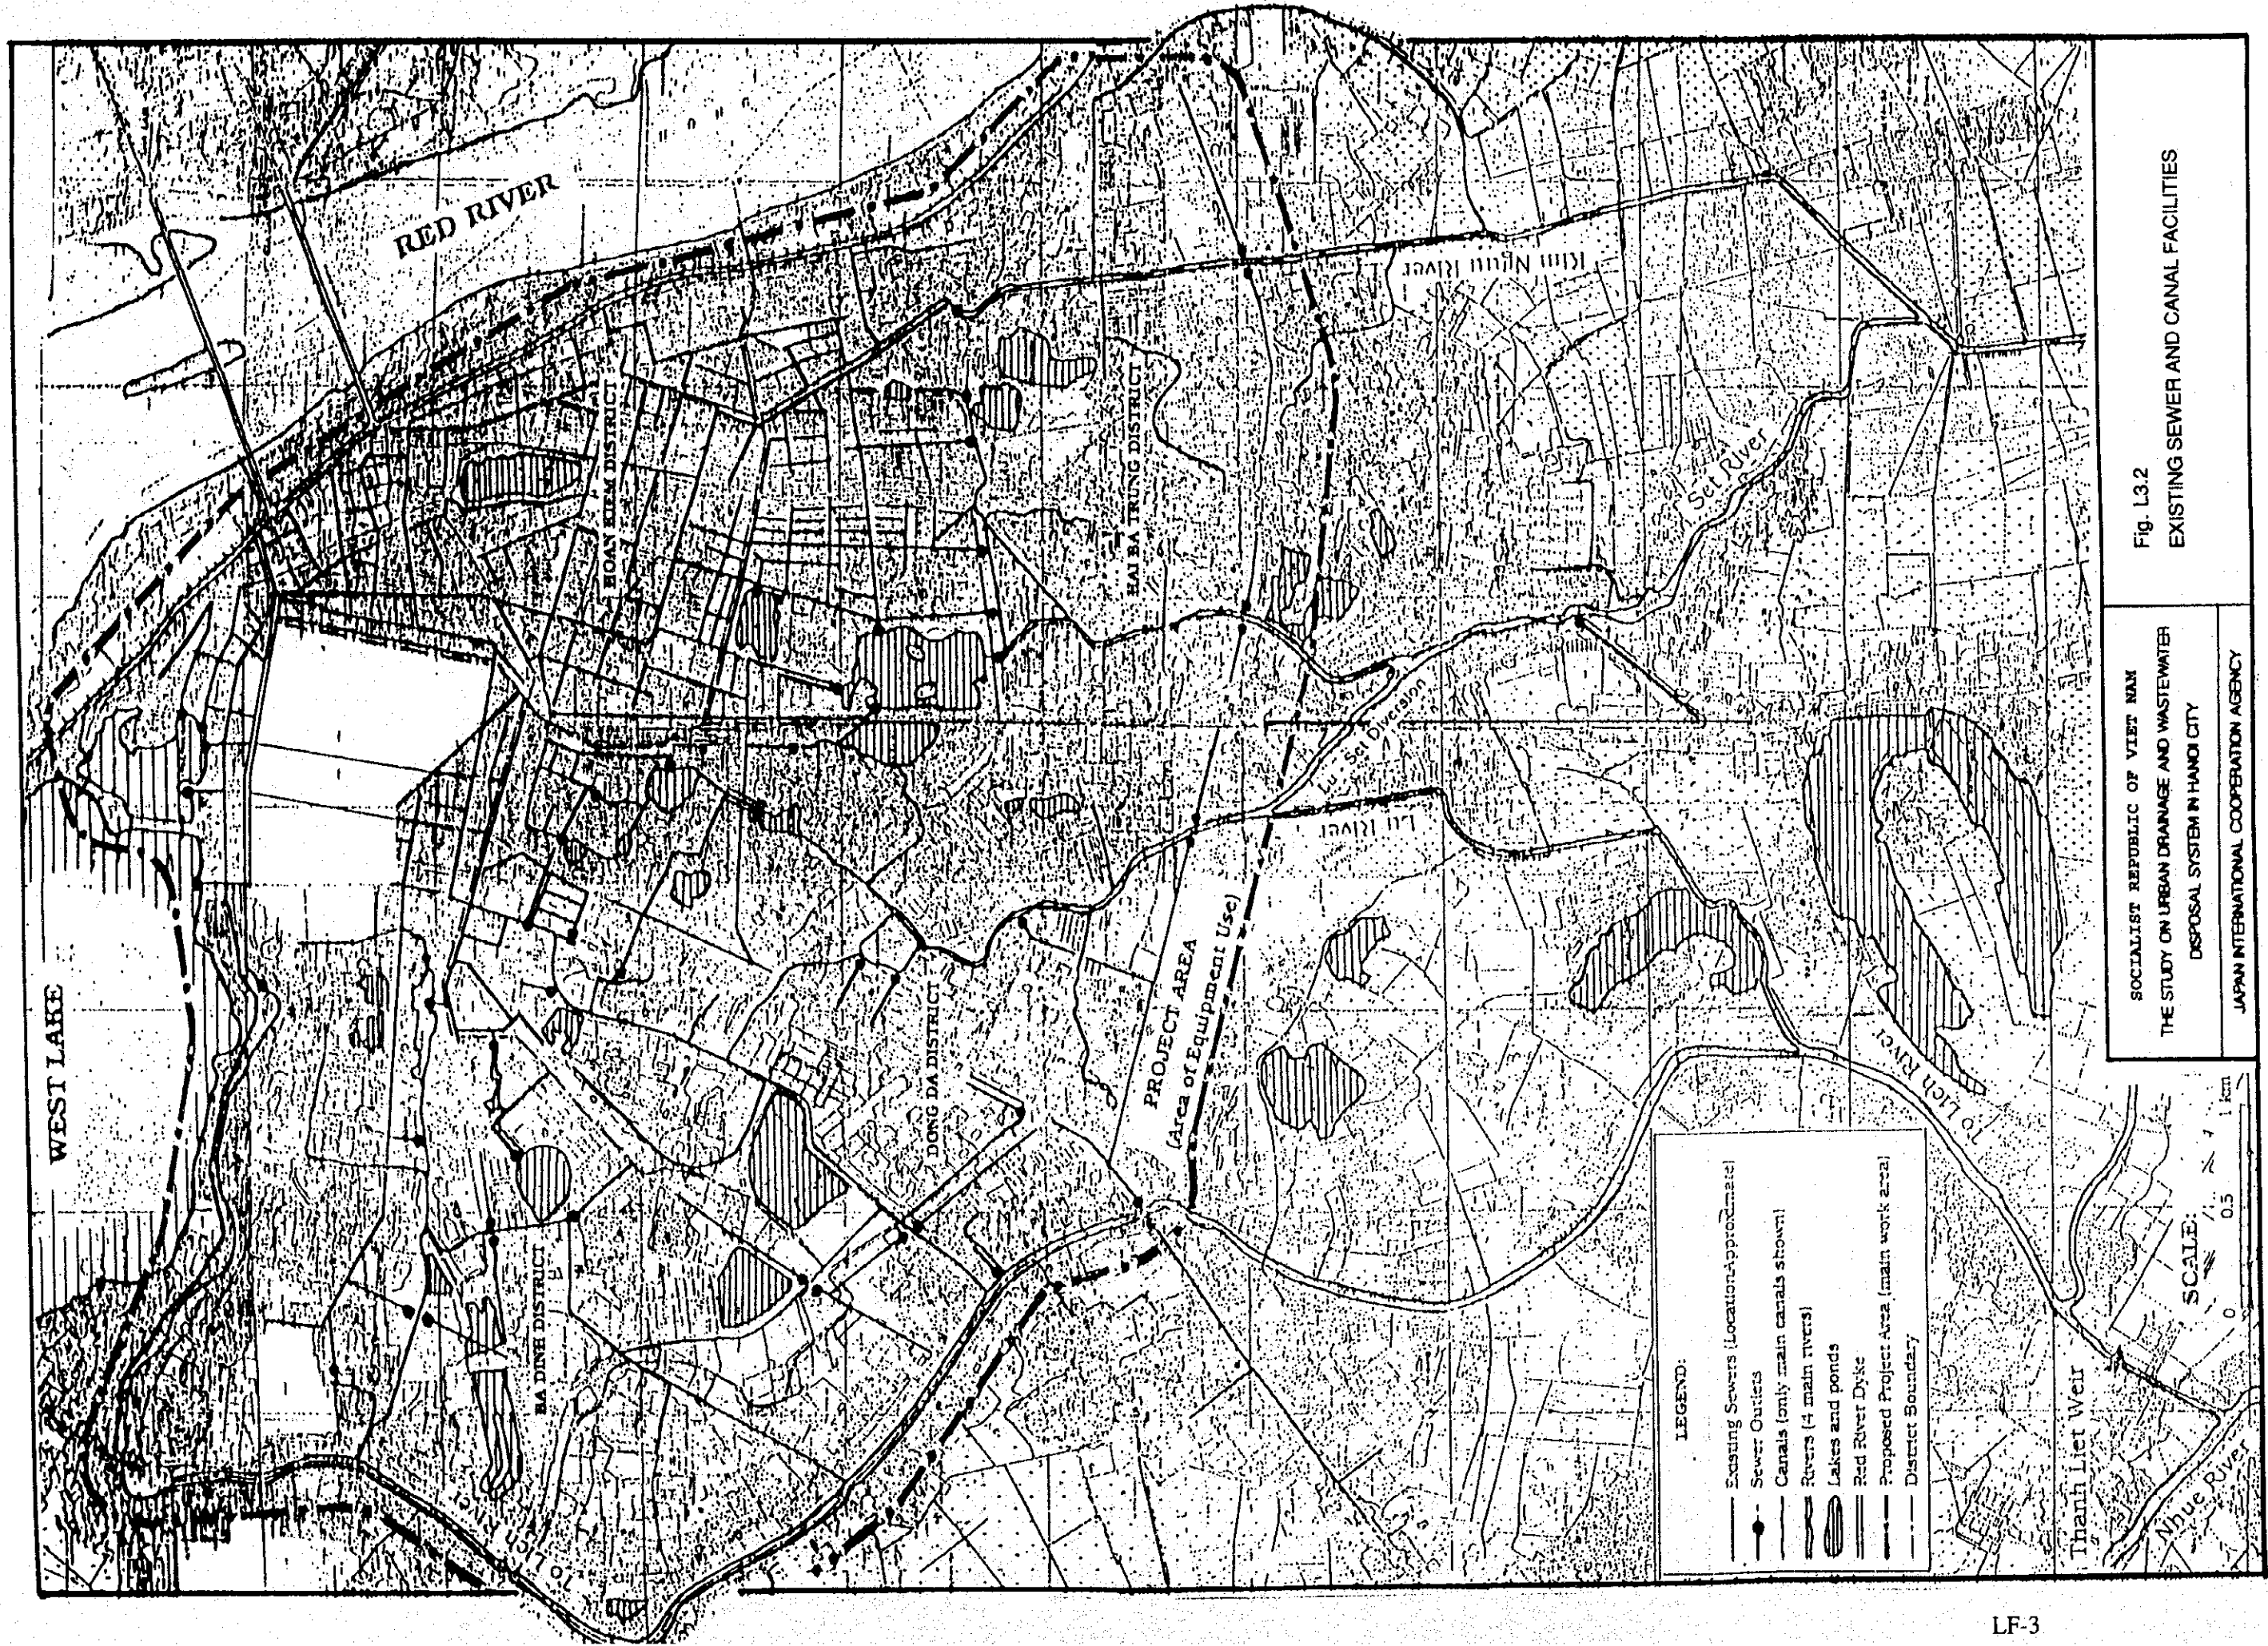 WEST LAKE
RED RIVER
HOAN KIEM DISTRICT
HAI BA TRUNG DISTRICT
Kim Nguu River
Set River
Lu - Set Diversion
Lu River
PROJECT AREA
(Area of Equipment Use)
DONG DA DISTRICT
BA DINH DISTRICT
To Lich River
To Lich River
Thanh Liet Weir
Nhue River
LEGEND:
Existing Sewers (Location Approximate)
Sewer Outlets
Canals (only main canals shown)
Rivers (4 main rivers)
Lakes and ponds
Red River Dyke
Proposed Project Area (main work area)
District Boundary
SCALE:
0 0.5 1 km
SOCIALIST REPUBLIC OF VIET NAM
THE STUDY ON URBAN DRAINAGE AND WASTEWATER
DISPOSAL SYSTEM IN HANOI CITY
JAPAN INTERNATIONAL COOPERATION AGENCY
Fig. L3.2
EXISTING SEWER AND CANAL FACILITIES
LF-3